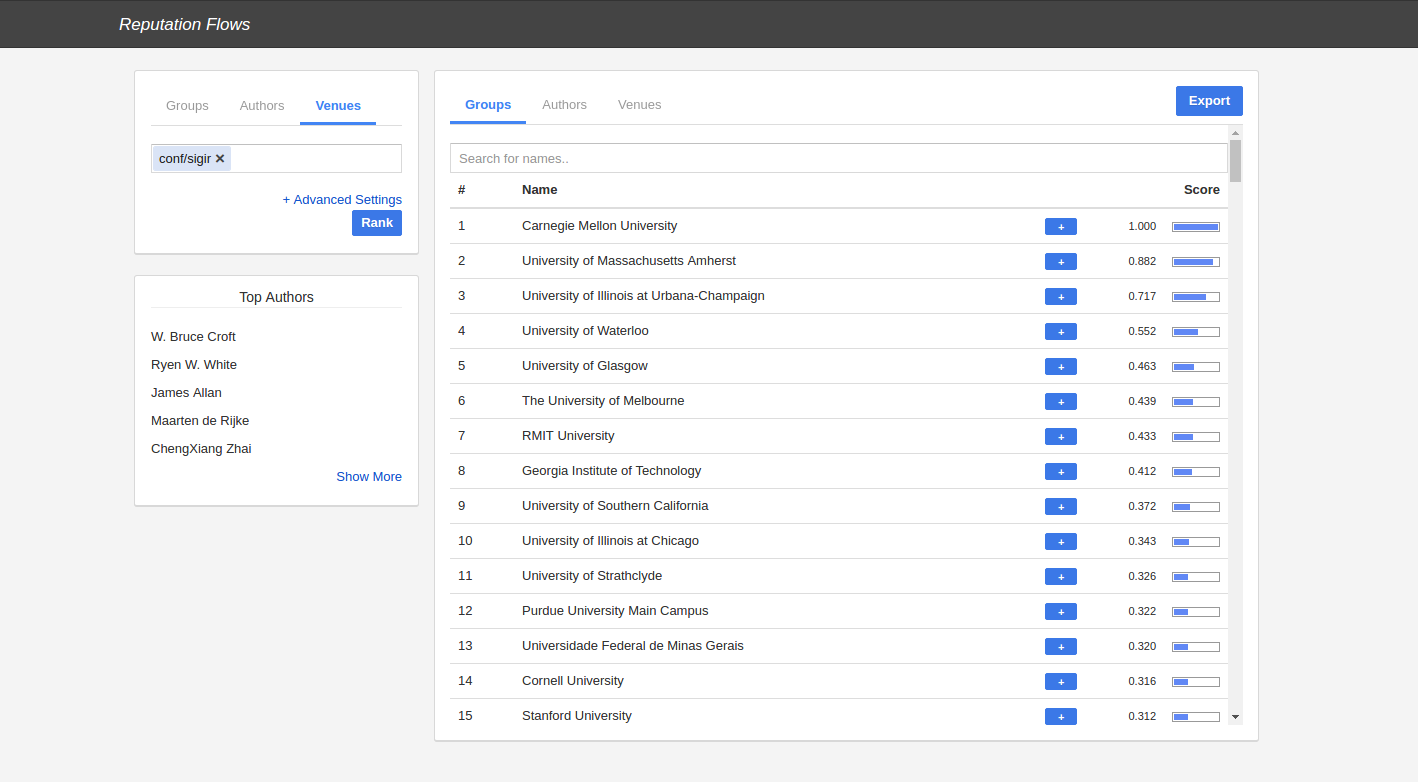 Reputation Flows
Groups Authors Venues
conf/sigir ×
+ Advanced Settings
Rank
Top Authors
W. Bruce Croft
Ryen W. White
James Allan
Maarten de Rijke
ChengXiang Zhai
Show More
Groups Authors Venues Export
Search for names..
# Name Score
1 Carnegie Mellon University + 1.000
2 University of Massachusetts Amherst + 0.882
3 University of Illinois at Urbana-Champaign + 0.717
4 University of Waterloo + 0.552
5 University of Glasgow + 0.463
6 The University of Melbourne + 0.439
7 RMIT University + 0.433
8 Georgia Institute of Technology + 0.412
9 University of Southern California + 0.372
10 University of Illinois at Chicago + 0.343
11 University of Strathclyde + 0.326
12 Purdue University Main Campus + 0.322
13 Universidade Federal de Minas Gerais + 0.320
14 Cornell University + 0.316
15 Stanford University + 0.312